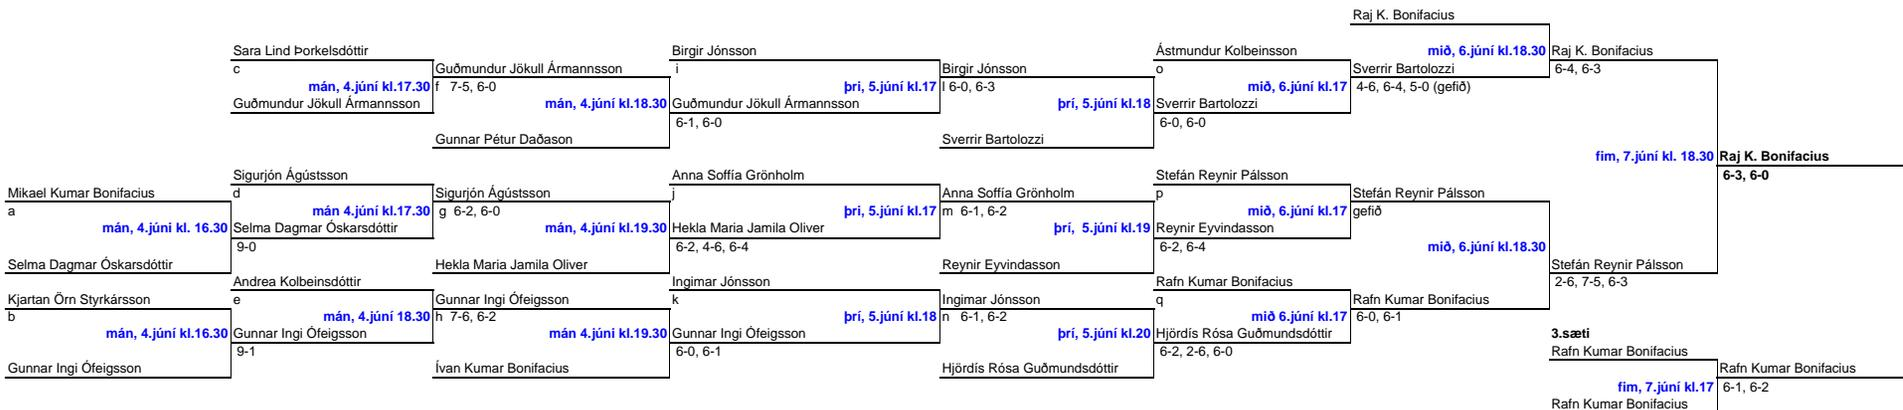 Raj K. Bonifacius
Sara Lind Þorkelsdóttir
Birgir Jónsson
Ástmundur Kolbeinsson
mið, 6.júní kl.18.30
Raj K. Bonifacius
c
Guðmundur Jökull Ármannsson
i
Birgir Jónsson
o
Sverrir Bartolozzi
6-4, 6-3
mán, 4.júní kl.17.30
f 7-5, 6-0
þri, 5.júní kl.17
l 6-0, 6-3
mið, 6.júní kl.17
4-6, 6-4, 5-0 (gefið)
Guðmundur Jökull Ármannsson
mán, 4.júní kl.18.30
Guðmundur Jökull Ármannsson
þrí, 5.júní kl.18
Sverrir Bartolozzi
6-1, 6-0
6-0, 6-0
Gunnar Pétur Daðason
Sverrir Bartolozzi
fim, 7.júní kl. 18.30
Raj K. Bonifacius
Sigurjón Ágústsson
Anna Soffía Grönholm
Stefán Reynir Pálsson
6-3, 6-0
Mikael Kumar Bonifacius
d
Sigurjón Ágústsson
j
Anna Soffía Grönholm
p
Stefán Reynir Pálsson
a
mán 4.júní kl.17.30
g 6-2, 6-0
þri, 5.júní kl.17
m 6-1, 6-2
mið, 6.júní kl.17
gefið
mán, 4.júni kl. 16.30
Selma Dagmar Óskarsdóttir
mán, 4.júní kl.19.30
Hekla Maria Jamila Oliver
þrí, 5.júní kl.19
Reynir Eyvindasson
9-0
6-2, 4-6, 6-4
6-2, 6-4
mið, 6.júní kl.18.30
Selma Dagmar Óskarsdóttir
Hekla Maria Jamila Oliver
Reynir Eyvindasson
Stefán Reynir Pálsson
Andrea Kolbeinsdóttir
Ingimar Jónsson
Rafn Kumar Bonifacius
2-6, 7-5, 6-3
Kjartan Örn Styrkársson
e
Gunnar Ingi Ófeigsson
k
Ingimar Jónsson
q
Rafn Kumar Bonifacius
b
mán, 4.júní 18.30
h 7-6, 6-2
þrí, 5.júní kl.18
n 6-1, 6-2
mið 6.júní kl.17
6-0, 6-1
mán, 4.júní kl.16.30
Gunnar Ingi Ófeigsson
mán 4.júní kl.19.30
Gunnar Ingi Ófeigsson
þrí, 5.júní kl.20
Hjördís Rósa Guðmundsdóttir
3.sæti
9-1
6-0, 6-1
6-2, 2-6, 6-0
Rafn Kumar Bonifacius
Gunnar Ingi Ófeigsson
Ívan Kumar Bonifacius
Hjördís Rósa Guðmundsdóttir
Rafn Kumar Bonifacius
fim, 7.júní kl.17
6-1, 6-2
Rafn Kumar Bonifacius